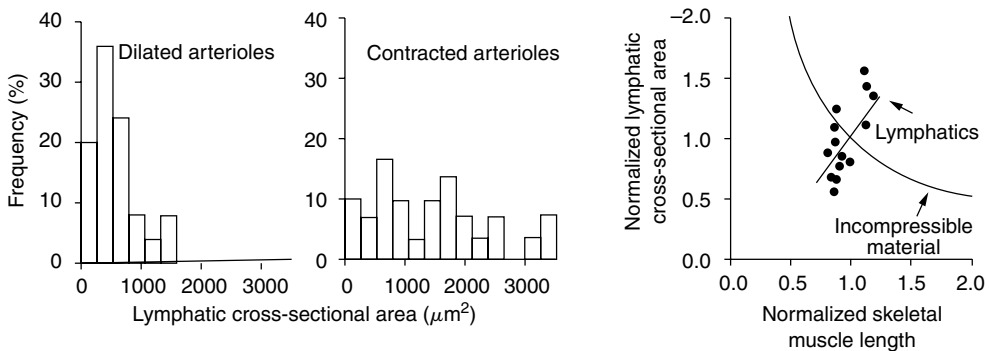 40
30
20
10
0
Frequency (%)
Dilated arterioles
0 1000 2000 3000
40
30
20
10
0
Contracted arterioles
0 1000 2000 3000
Lymphatic cross-sectional area (μm²)
–2.0
1.5
1.0
0.5
0.0
Normalized lymphatic
cross-sectional area
Lymphatics
Incompressible
material
0.0 0.5 1.0 1.5 2.0
Normalized skeletal
muscle length